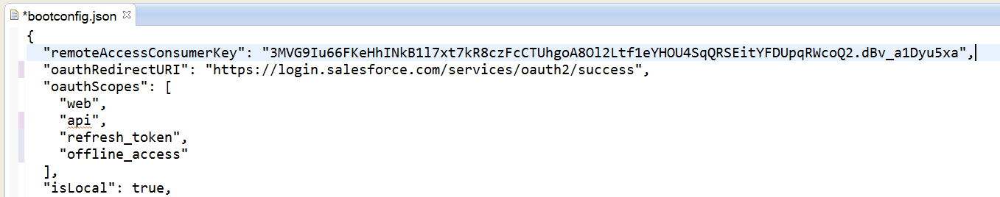 *bootconfig.json
{
"remoteAccessConsumerKey": "3MVG9Iu66FKeHhINkB1l7xt7kR8czFcCTUhgoA8Ol2Ltf1eYHOU4SqQRSEitYFDUpqRWcoQ2.dBv_a1Dyu5xa",
"oauthRedirectURI": "https://login.salesforce.com/services/oauth2/success",
"oauthScopes": [
"web",
"api",
"refresh_token",
"offline_access"
],
"isLocal": true,